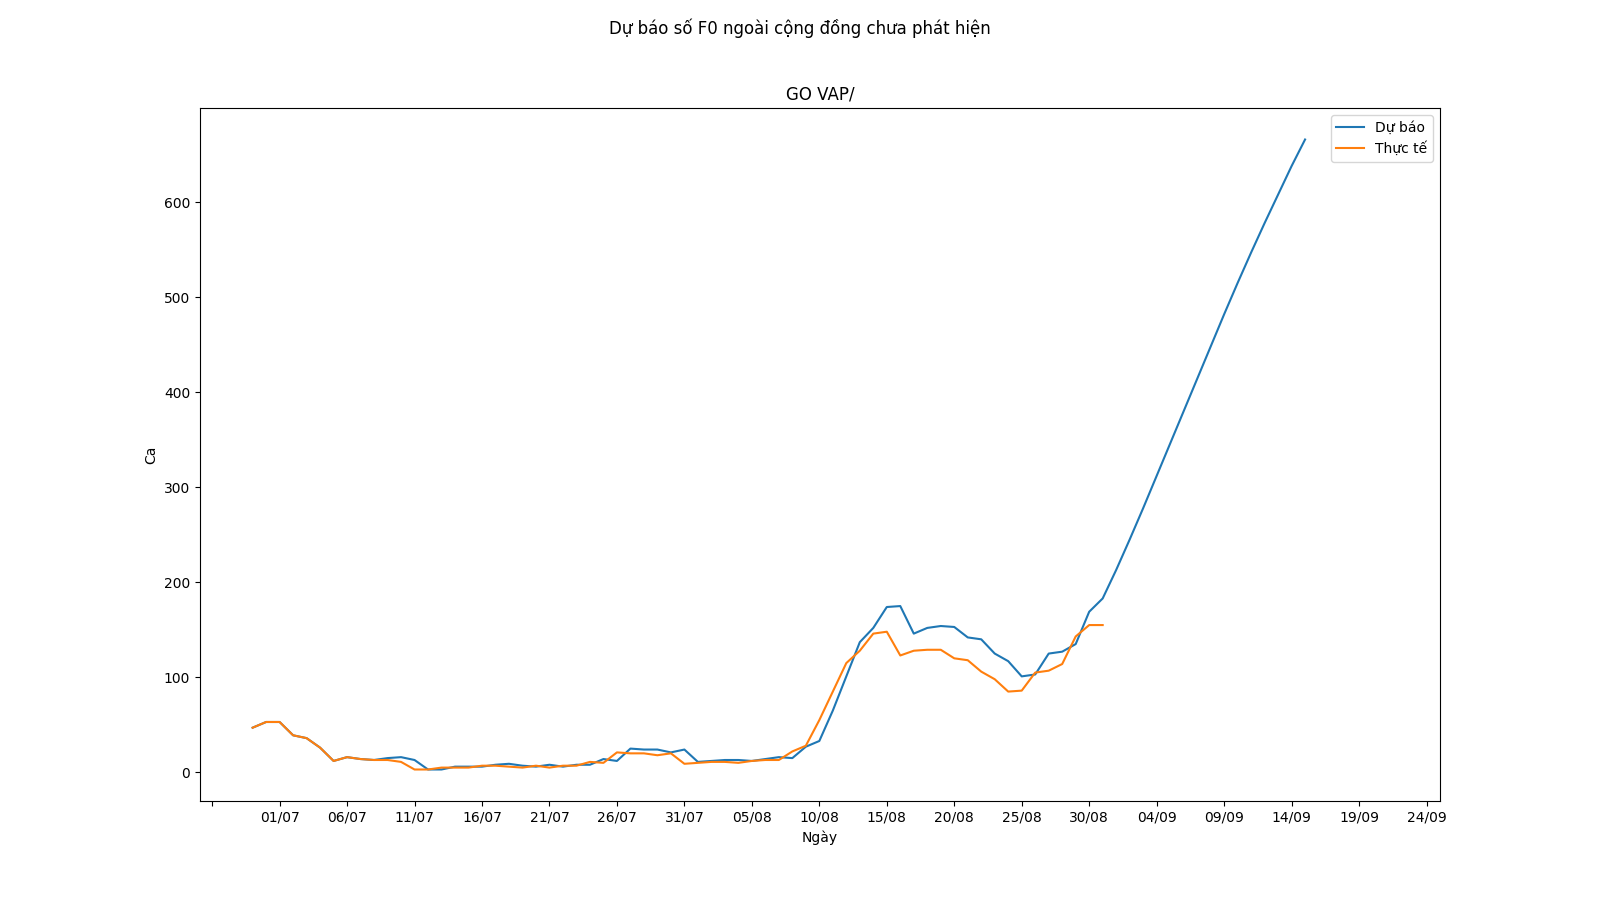 Dự báo số F0 ngoài cộng đồng chưa phát hiện
GO VAP/
Dự báo
Thực tế
600
500
400
300
200
100
0
Ca
01/07 06/07 11/07 16/07 21/07 26/07 31/07 05/08 10/08 15/08 20/08 25/08 30/08 04/09 09/09 14/09 19/09 24/09
Ngày